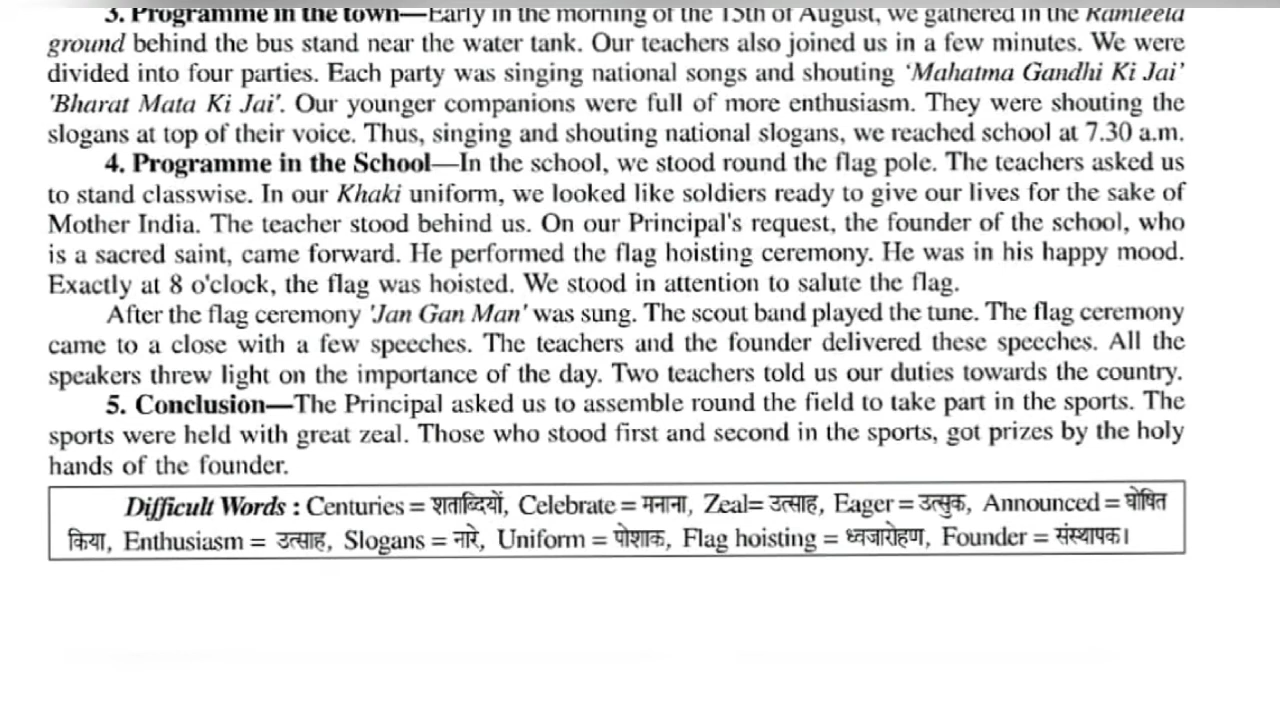 3. Programme in the town—Early in the morning of the 15th of August, we gathered in the Ramleela
ground behind the bus stand near the water tank. Our teachers also joined us in a few minutes. We were
divided into four parties. Each party was singing national songs and shouting ‘Mahatma Gandhi Ki Jai’
'Bharat Mata Ki Jai'. Our younger companions were full of more enthusiasm. They were shouting the
slogans at top of their voice. Thus, singing and shouting national slogans, we reached school at 7.30 a.m.
4. Programme in the School—In the school, we stood round the flag pole. The teachers asked us
to stand classwise. In our Khaki uniform, we looked like soldiers ready to give our lives for the sake of
Mother India. The teacher stood behind us. On our Principal's request, the founder of the school, who
is a sacred saint, came forward. He performed the flag hoisting ceremony. He was in his happy mood.
Exactly at 8 o'clock, the flag was hoisted. We stood in attention to salute the flag.
After the flag ceremony 'Jan Gan Man' was sung. The scout band played the tune. The flag ceremony
came to a close with a few speeches. The teachers and the founder delivered these speeches. All the
speakers threw light on the importance of the day. Two teachers told us our duties towards the country.
5. Conclusion—The Principal asked us to assemble round the field to take part in the sports. The
sports were held with great zeal. Those who stood first and second in the sports, got prizes by the holy
hands of the founder.
Difficult Words : Centuries = शताब्दियों, Celebrate = मनाना, Zeal= उत्साह, Eager = उत्सुक, Announced = घोषित
किया, Enthusiasm = उत्साह, Slogans = नारे, Uniform = पोशाक, Flag hoisting = ध्वजारोहण, Founder = संस्थापक।